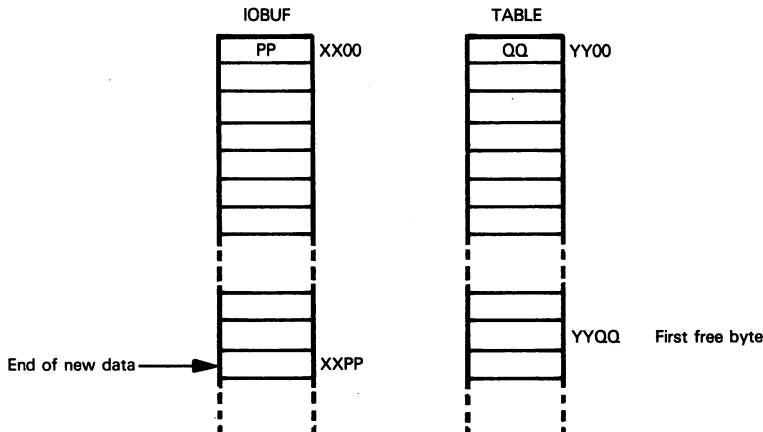 IOBUF TABLE
PP XX00 QQ YY00
YYQQ First free byte
End of new data XXPP